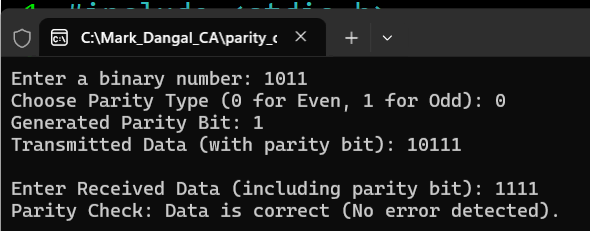 1 #include <stdio.h>
C:\Mark_Dangal_CA\parity_c
Enter a binary number: 1011
Choose Parity Type (0 for Even, 1 for Odd): 0
Generated Parity Bit: 1
Transmitted Data (with parity bit): 10111
Enter Received Data (including parity bit): 1111
Parity Check: Data is correct (No error detected).